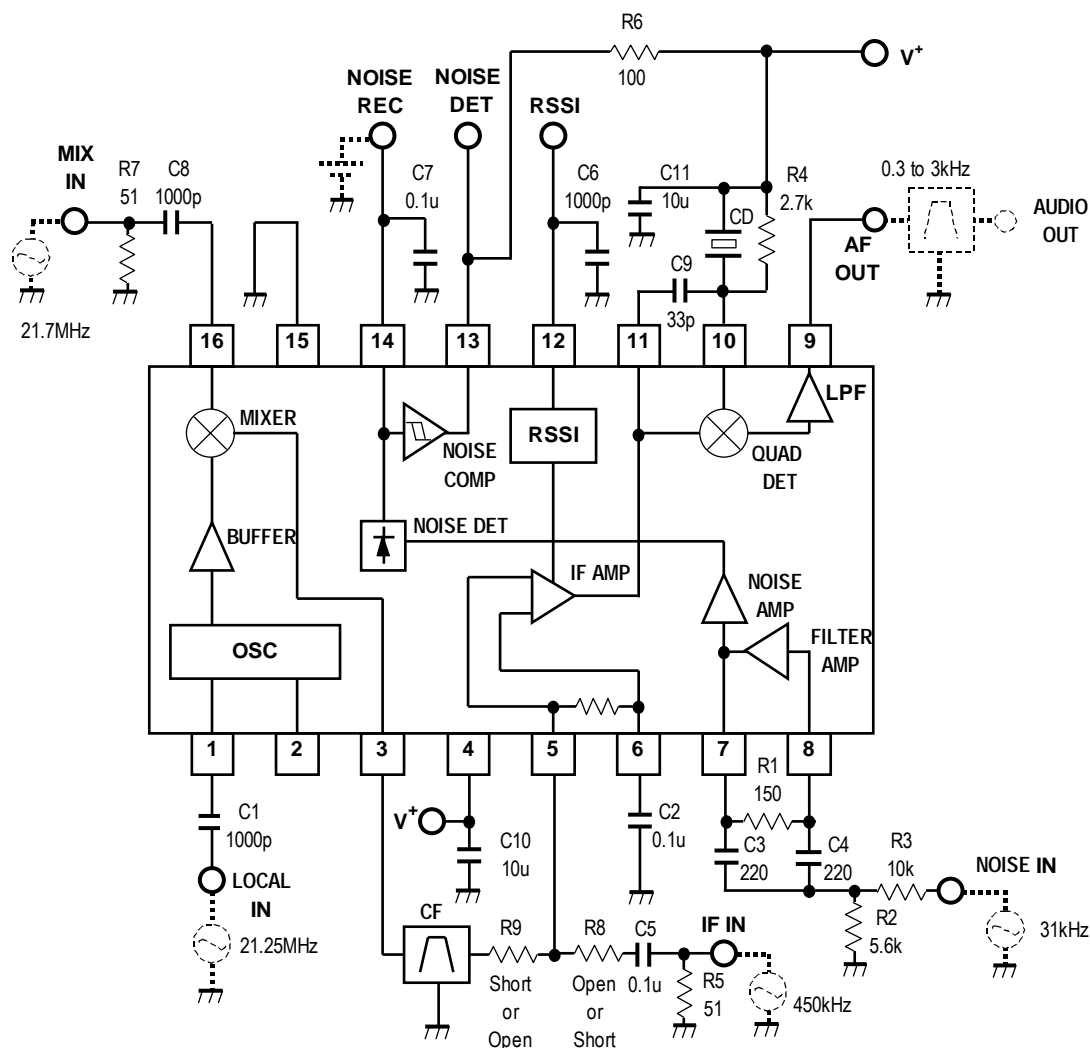 R6
100
V+
NOISE
REC
NOISE
DET
RSSI
MIX
IN
R7
51
C8
1000p
C7
0.1u
C6
1000p
C11
10u
CD
R4
2.7k
0.3 to 3kHz
AF
OUT
AUDIO
OUT
C9
33p
21.7MHz
16
15
14
13
12
11
10
9
MIXER
NOISE
COMP
RSSI
LPF
QUAD
DET
BUFFER
NOISE DET
IF AMP
NOISE
AMP
FILTER
AMP
OSC
1
2
3
4
5
6
7
8
C1
1000p
V+
C10
10u
C2
0.1u
R1
150
C3
220
C4
220
R3
10k
NOISE IN
R2
5.6k
31kHz
LOCAL
IN
21.25MHz
CF
R9
Short
or
Open
R8
Open
or
Short
C5
0.1u
IF IN
R5
51
450kHz